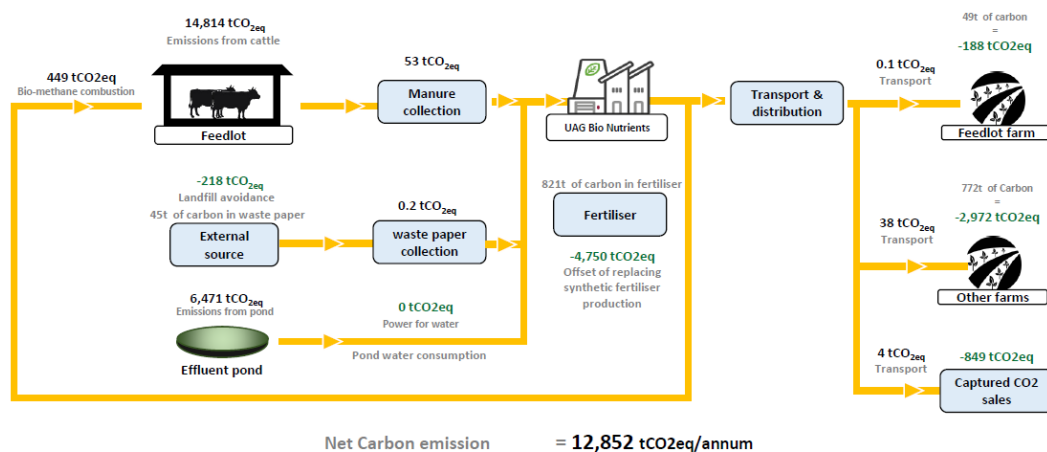 14,814 tCO2eq
Emissions from cattle
449 tCO2eq
Bio-methane combustion
Feedlot
53 tCO2eq
Manure
collection
UAG Bio Nutrients
Transport &
distribution
49t of carbon
=
-188 tCO2eq
0.1 tCO2eq
Transport
Feedlot farm
-218 tCO2eq
Landfill avoidance
45t of carbon in waste paper
External
source
0.2 tCO2eq
waste paper
collection
821t of carbon in fertiliser
Fertiliser
-4,750 tCO2eq
Offset of replacing
synthetic fertiliser
production
772t of Carbon
=
-2,972 tCO2eq
38 tCO2eq
Transport
Other farms
6,471 tCO2eq
Emissions from pond
Effluent pond
0 tCO2eq
Power for water
Pond water consumption
4 tCO2eq
Transport
-849 tCO2eq
Captured CO2
sales
Net Carbon emission = 12,852 tCO2eq/annum